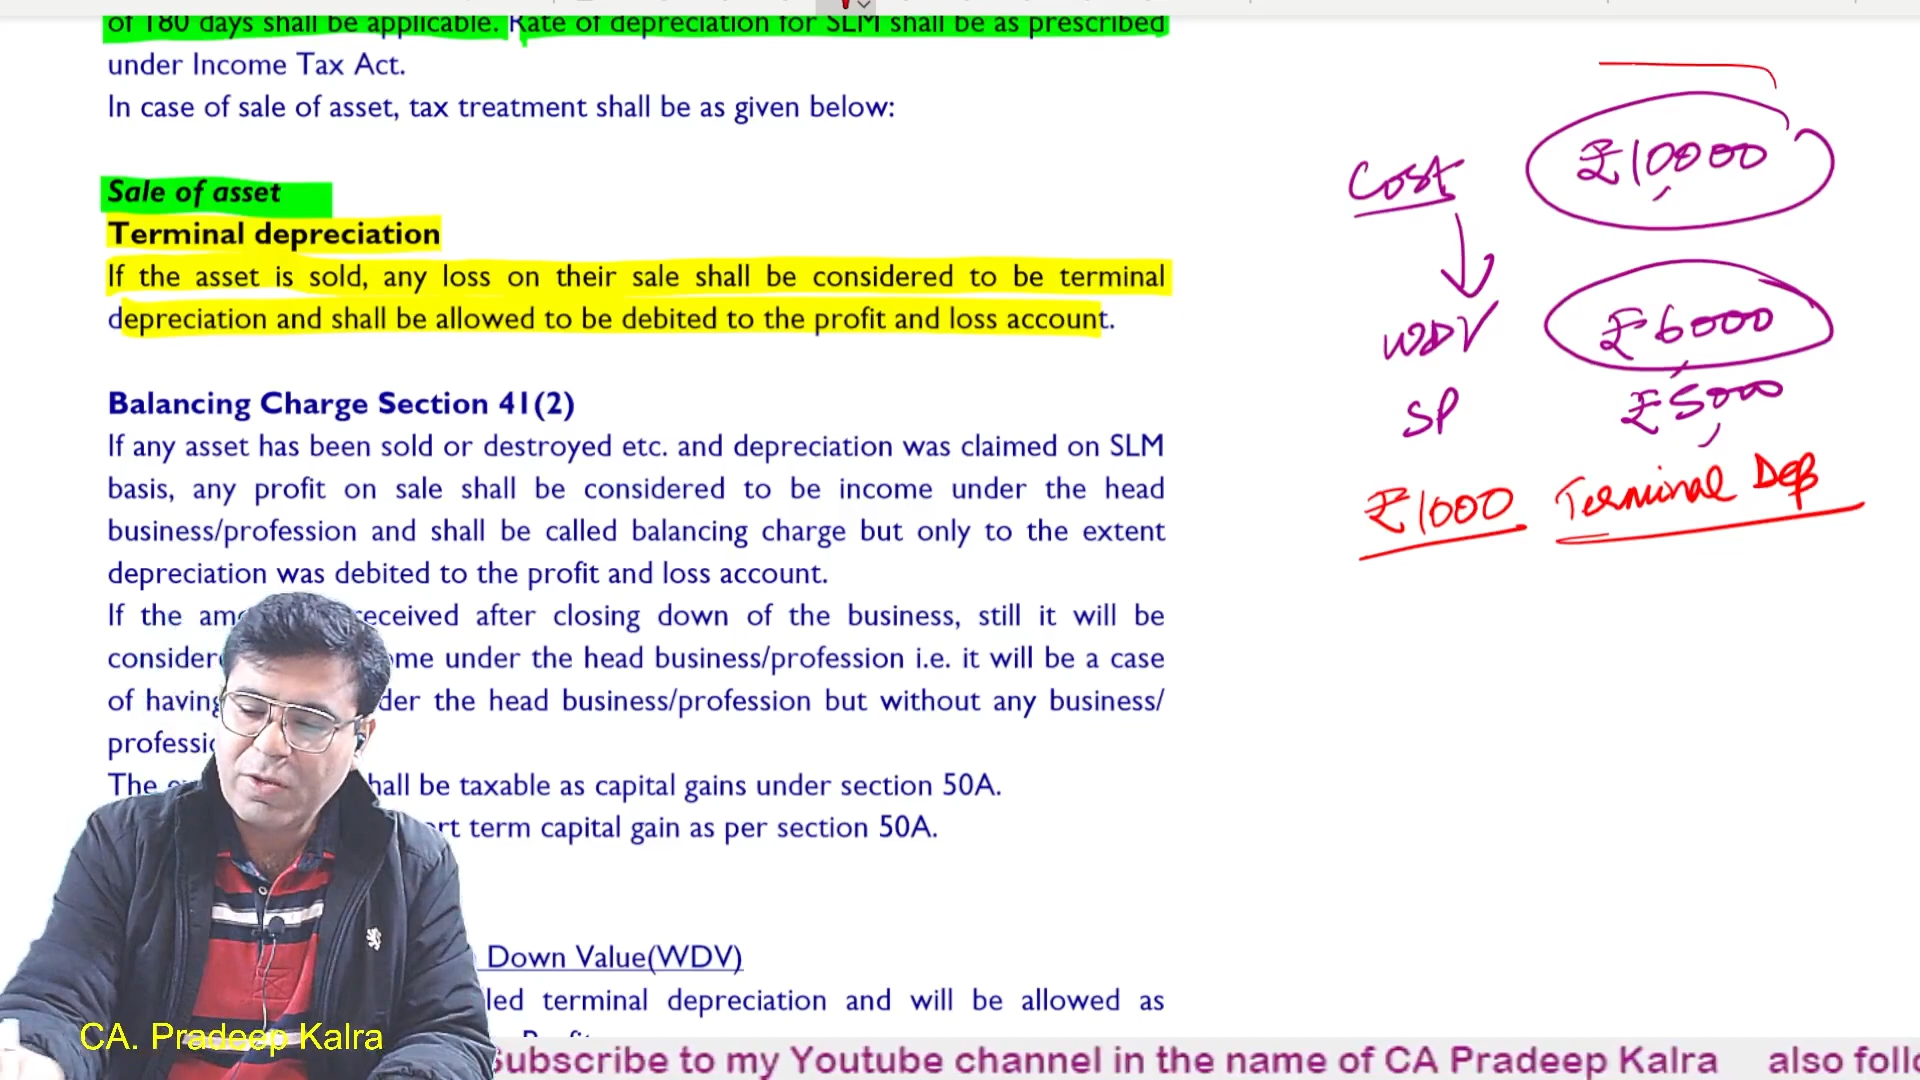 of 180 days shall be applicable. Rate of depreciation for SLM shall be as prescribed
under Income Tax Act.
In case of sale of asset, tax treatment shall be as given below:
Sale of asset
Terminal depreciation
If the asset is sold, any loss on their sale shall be considered to be terminal
depreciation and shall be allowed to be debited to the profit and loss account.
Balancing Charge Section 41(2)
If any asset has been sold or destroyed etc. and depreciation was claimed on SLM
basis, any profit on sale shall be considered to be income under the head
business/profession and shall be called balancing charge but only to the extent
depreciation was debited to the profit and loss account.
If the received after closing down of the business, still it will be
under the head business/profession i.e. it will be a case
of having the head business/profession but without any business/
The shall be taxable as capital gains under section 50A.
term capital gain as per section 50A.
Down Value(WDV)
terminal depreciation and will be allowed as
Cost ₹10,000
WDV ₹6,000
SP ₹5,000
₹1000 Terminal Dep
CA. Pradeep Kalra
Subscribe to my Youtube channel in the name of CA Pradeep Kalra also